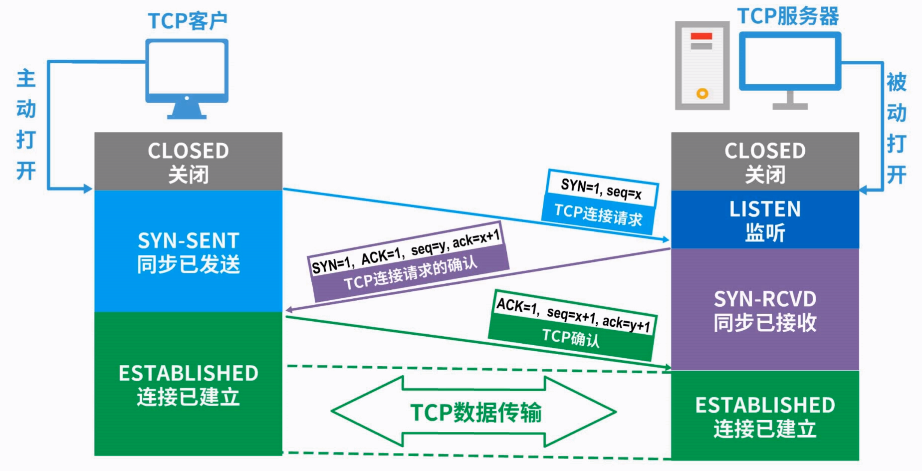 TCP客户
TCP服务器
主动打开
被动打开
CLOSED
关闭
CLOSED
关闭
SYN=1, seq=x
TCP连接请求
LISTEN
监听
SYN-SENT
同步已发送
SYN=1, ACK=1, seq=y, ack=x+1
TCP连接请求的确认
SYN-RCVD
同步已接收
ACK=1, seq=x+1, ack=y+1
TCP确认
ESTABLISHED
连接已建立
TCP数据传输
ESTABLISHED
连接已建立